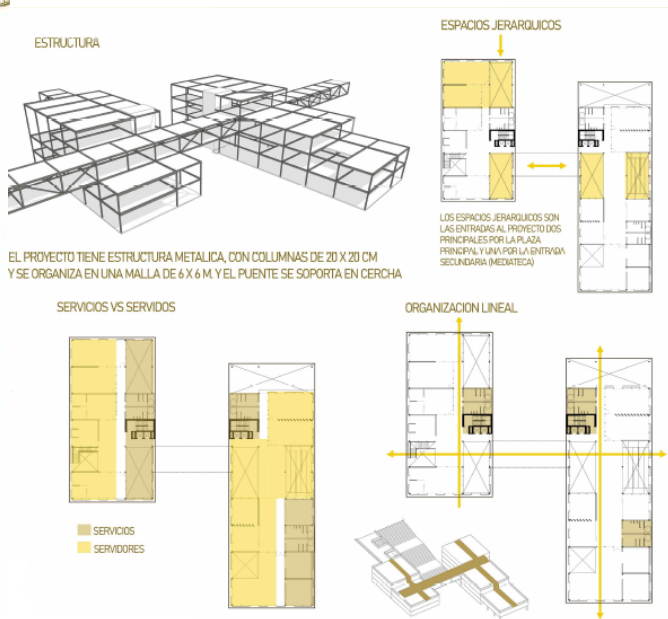 ESTRUCTURA
EL PROYECTO TIENE ESTRUCTURA METALICA, CON COLUMNAS DE 20 X 20 CM
Y SE ORGANIZA EN UNA MALLA DE 6 X 6 M. Y EL PUENTE SE SOPORTA EN CERCHA
ESPACIOS JERARQUICOS
LOS ESPACIOS JERARQUICOS SON
LAS ENTRADAS AL PROYECTO DOS
PRINCIPALES POR LA PLAZA
PRINCIPAL Y UNA POR LA ENTRADA
SECUNDARIA (MEDIATECA)
SERVICIOS VS SERVIDOS
SERVICIOS
SERVIDORES
ORGANIZACION LINEAL